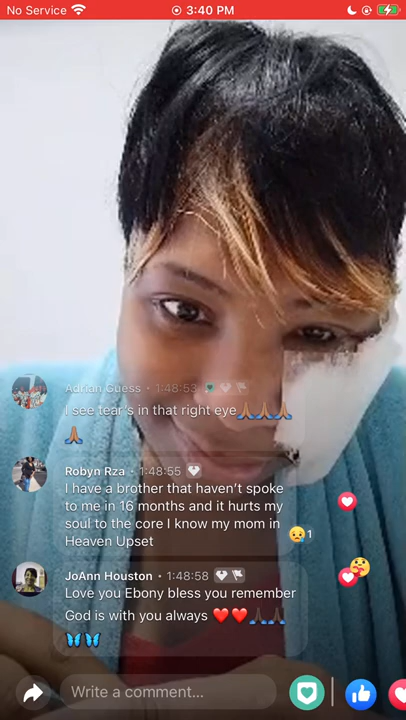 No Service 3:40 PM
Adrian Guess · 1:48:53
I see tear's in that right eye🙏🏾🙏🏾🙏🏾
🙏🏾
Robyn Rza · 1:48:55
I have a brother that haven't spoke
to me in 16 months and it hurts my
soul to the core I know my mom in
Heaven Upset
😢1
JoAnn Houston · 1:48:58
Love you Ebony bless you remember
God is with you always ❤️❤️🙏🏿🙏🏿
🦋🦋
Write a comment...